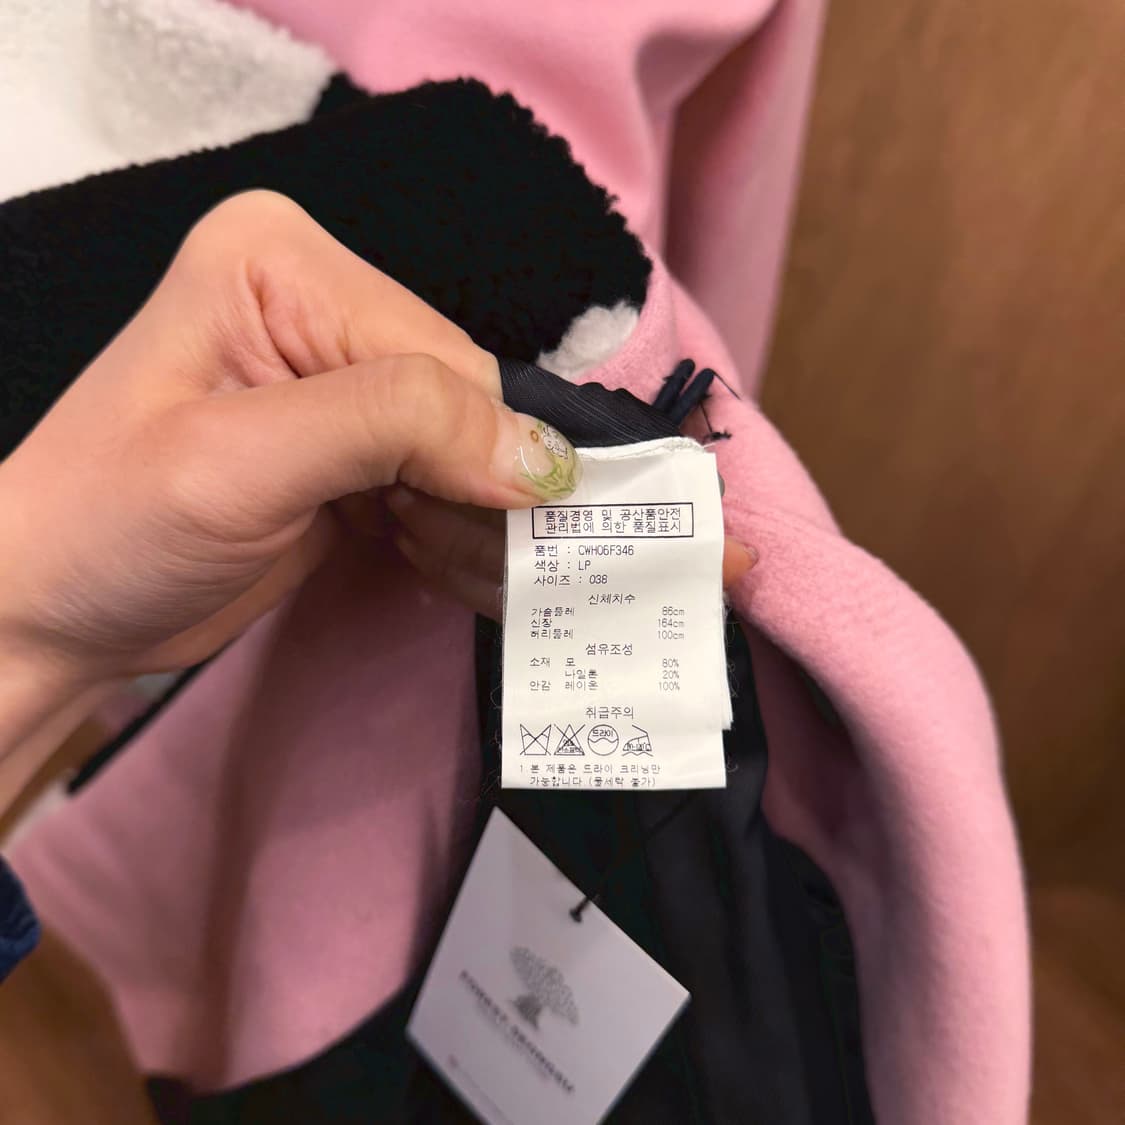 품질경영 및 공산품안전
관리법에 의한 품질표시
품번 : CWH06F346
색상 : LP
사이즈 : 038
신체치수
가슴둘레 86cm
신장 164cm
허리둘레 100cm
섬유조성
소재 모 80%
나일론 20%
안감 레이온 100%
취급주의
드라이
1 본 제품은 드라이 크리닝만
가능합니다.(물세탁 불가)